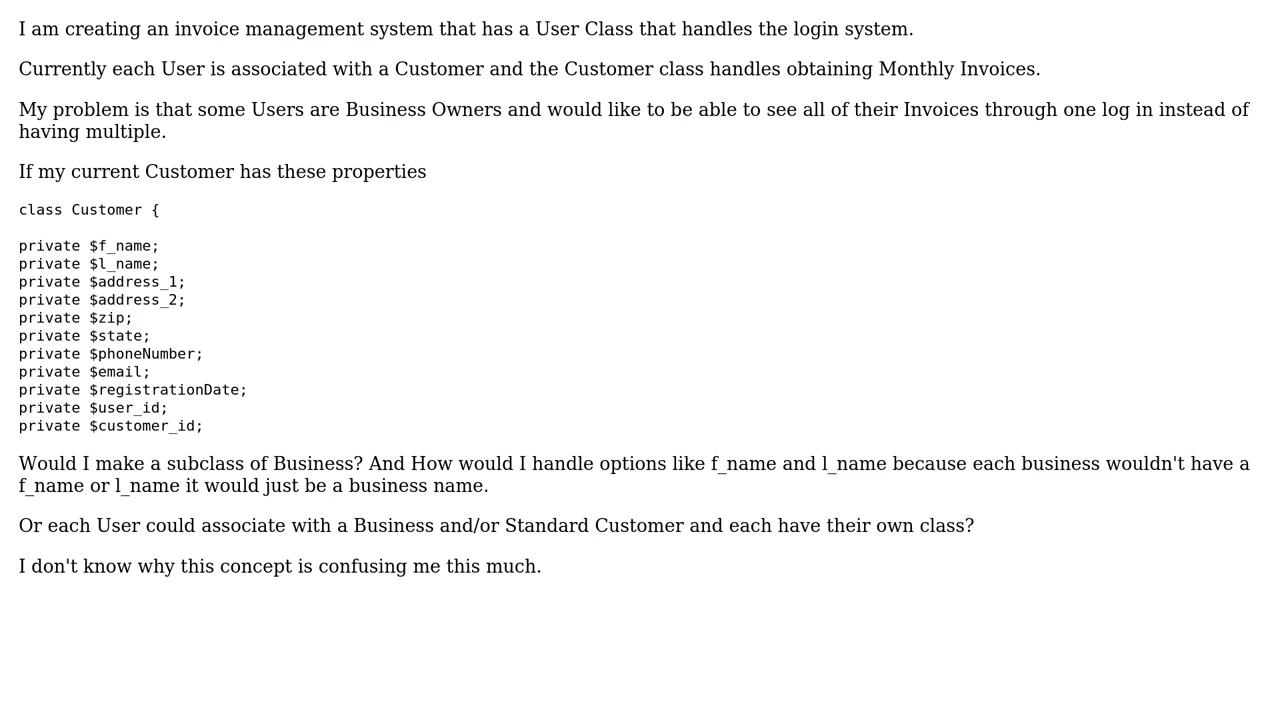 I am creating an invoice management system that has a User Class that handles the login system.
Currently each User is associated with a Customer and the Customer class handles obtaining Monthly Invoices.
My problem is that some Users are Business Owners and would like to be able to see all of their Invoices through one log in instead of
having multiple.
If my current Customer has these properties
class Customer {
private $f_name;
private $l_name;
private $address_1;
private $address_2;
private $zip;
private $state;
private $phoneNumber;
private $email;
private $registrationDate;
private $user_id;
private $customer_id;
Would I make a subclass of Business? And How would I handle options like f_name and l_name because each business wouldn't have a
f_name or l_name it would just be a business name.
Or each User could associate with a Business and/or Standard Customer and each have their own class?
I don't know why this concept is confusing me this much.